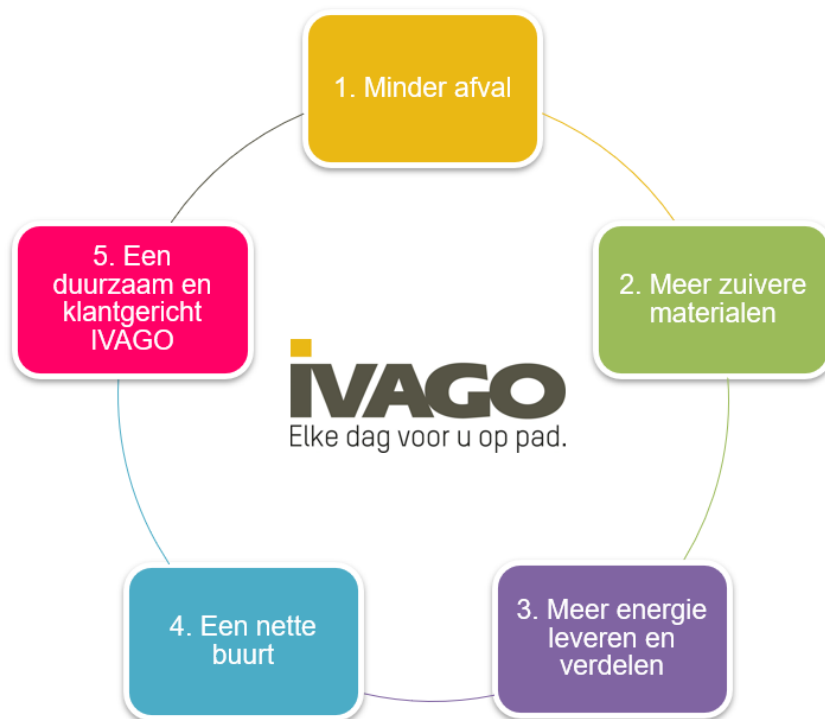 1. Minder afval
2. Meer zuivere
materialen
3. Meer energie
leveren en
verdelen
4. Een nette
buurt
5. Een
duurzaam en
klantgericht
IVAGO
iVAGO
Elke dag voor u op pad.